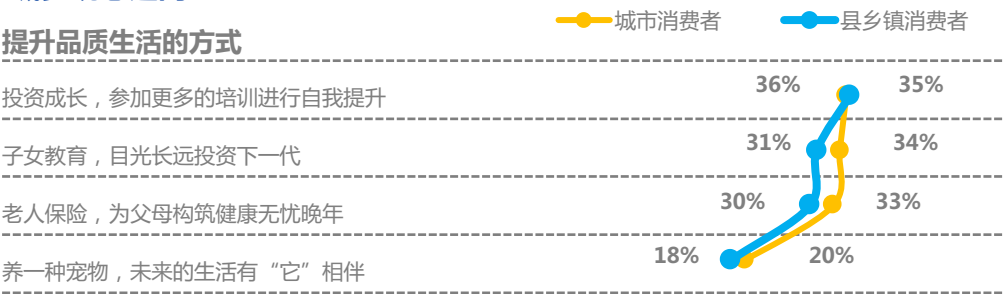 城市消费者 县乡镇消费者
提升品质生活的方式
36% 35%
投资成长，参加更多的培训进行自我提升
31% 34%
子女教育，目光长远投资下一代
30% 33%
老人保险，为父母构筑健康无忧晚年
18% 20%
养一种宠物，未来的生活有“它”相伴